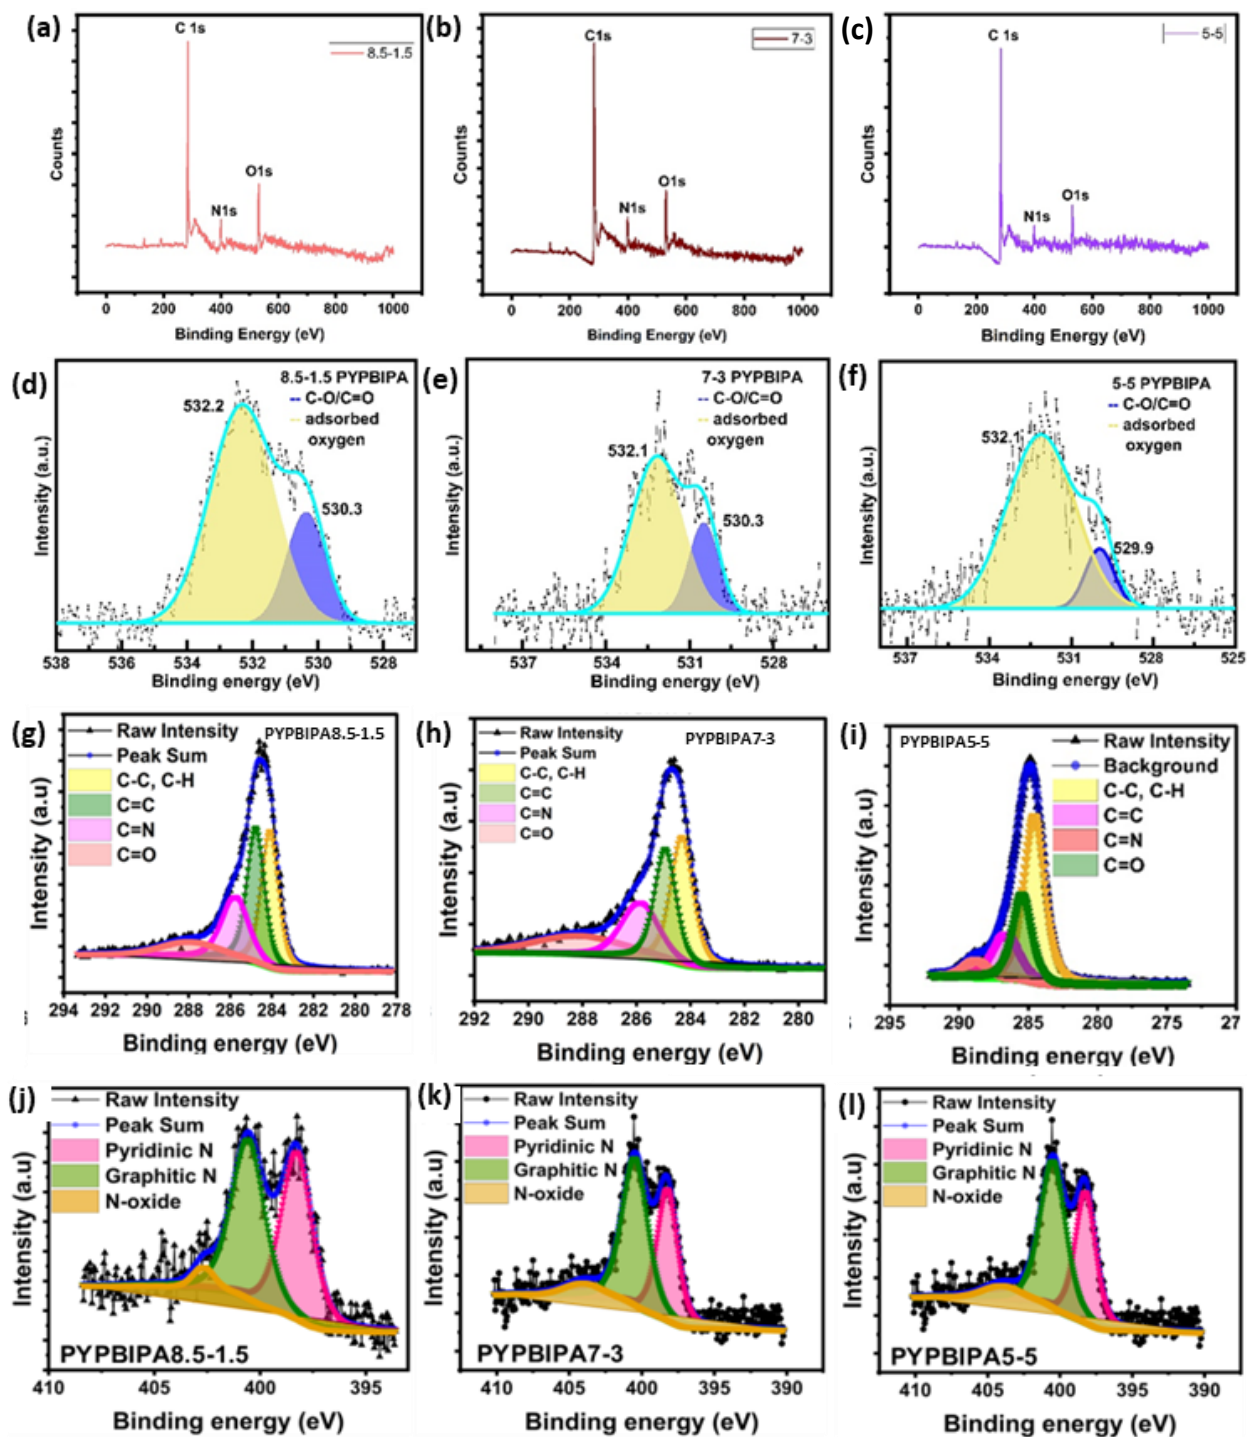 (a)
C 1s
8.5-1.5
O1s
N1s
Counts
0 200 400 600 800 1000
Binding Energy (eV)
(b)
C1s
7-3
O1s
N1s
Counts
0 200 400 600 800 1000
Binding Energy (eV)
(c)
C 1s
5-5
O1s
N1s
Counts
0 200 400 600 800 1000
Binding Energy (eV)
(d)
8.5-1.5 PYPBIPA
C-O/C=O
adsorbed
oxygen
532.2
530.3
Intensity (a.u.)
538 536 534 532 530 528
Binding energy (eV)
(e)
7-3 PYPBIPA
C-O/C=O
adsorbed
oxygen
532.1
530.3
Intensity (a.u.)
537 534 531 528
Binding energy (eV)
(f)
5-5 PYPBIPA
C-O/C=O
adsorbed
oxygen
532.1
529.9
Intensity (a.u.)
537 534 531 528 525
Binding energy (eV)
(g)
Raw Intensity
PYPBIPA8.5-1.5
Peak Sum
C-C, C-H
C=C
C=N
C=O
Intensity (a.u)
294 292 290 288 286 284 282 280 278
Binding energy (eV)
(h)
Raw Intensity
PYPBIPA7-3
Peak Sum
C-C, C-H
C=C
C=N
C=O
Intensity (a.u)
292 290 288 286 284 282 280
Binding energy (eV)
(i)
PYPBIPA5-5
Raw Intensity
Background
C-C, C-H
C=C
C=N
C=O
Intensity (a.u)
295 290 285 280 275 27
Binding energy (eV)
(j)
Raw Intensity
Peak Sum
Pyridinic N
Graphitic N
N-oxide
Intensity (a.u)
PYPBIPA8.5-1.5
410 405 400 395
Binding energy (eV)
(k)
Raw Intensity
Peak Sum
Pyridinic N
Graphitic N
N-oxide
Intensity (a.u)
PYPBIPA7-3
410 405 400 395 390
Binding energy (eV)
(l)
Raw Intensity
Peak Sum
Pyridinic N
Graphitic N
N-oxide
Intensity (a.u)
PYPBIPA5-5
410 405 400 395 390
Binding energy (eV)